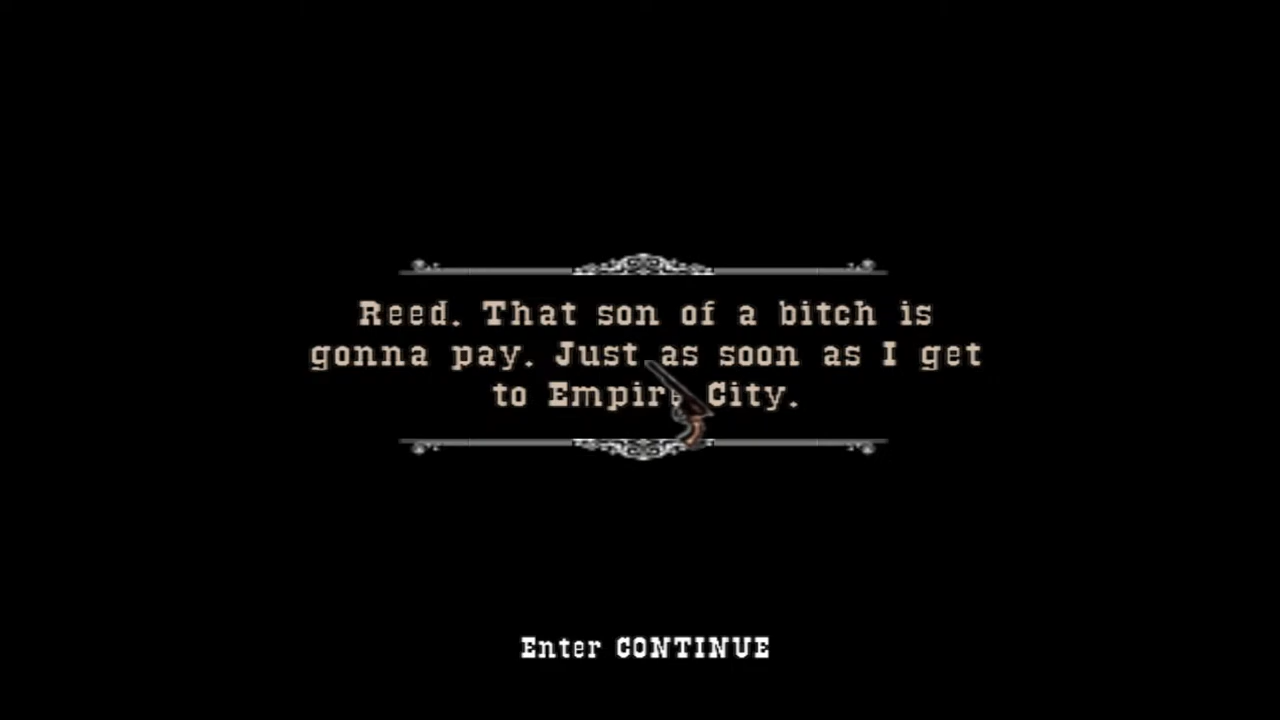 Reed. That son of a bitch is
gonna pay. Just as soon as I get
to Empire City.
Enter CONTINUE